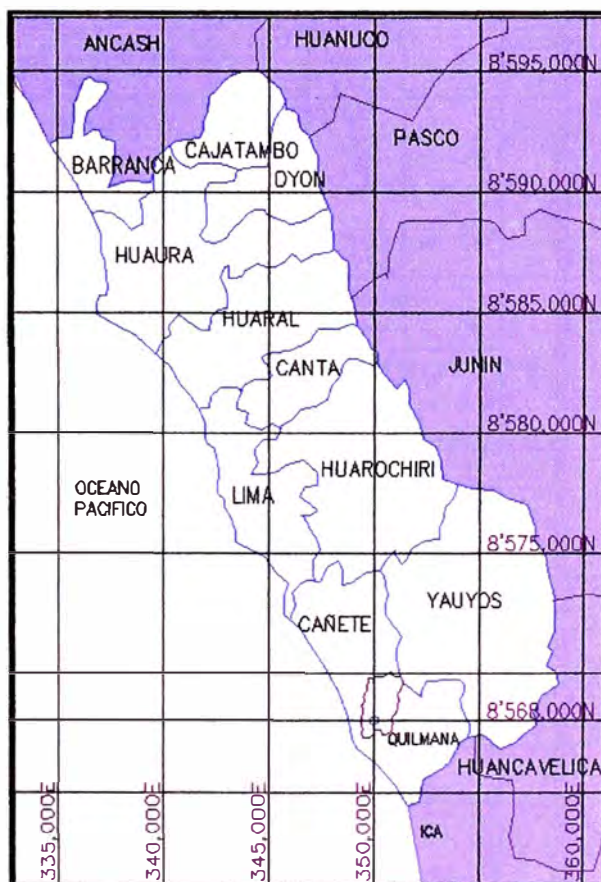 ANCASH
HUANUCO
8'595,000N
PASCO
CAJATAMBO
BARRANCA
OYON
8'590,000N
HUAURA
8'585,000N
HUARAL
CANTA
JUNIN
8'580,000N
HUAROCHIRI
OCEANO
PACIFICO
LIMA
8'575,000N
YAUYOS
CAÑETE
8'568,000N
QUILMANA
HUANCAVELICA
335,000E
340,000E
345,000E
350,000E
360,000E
ICA